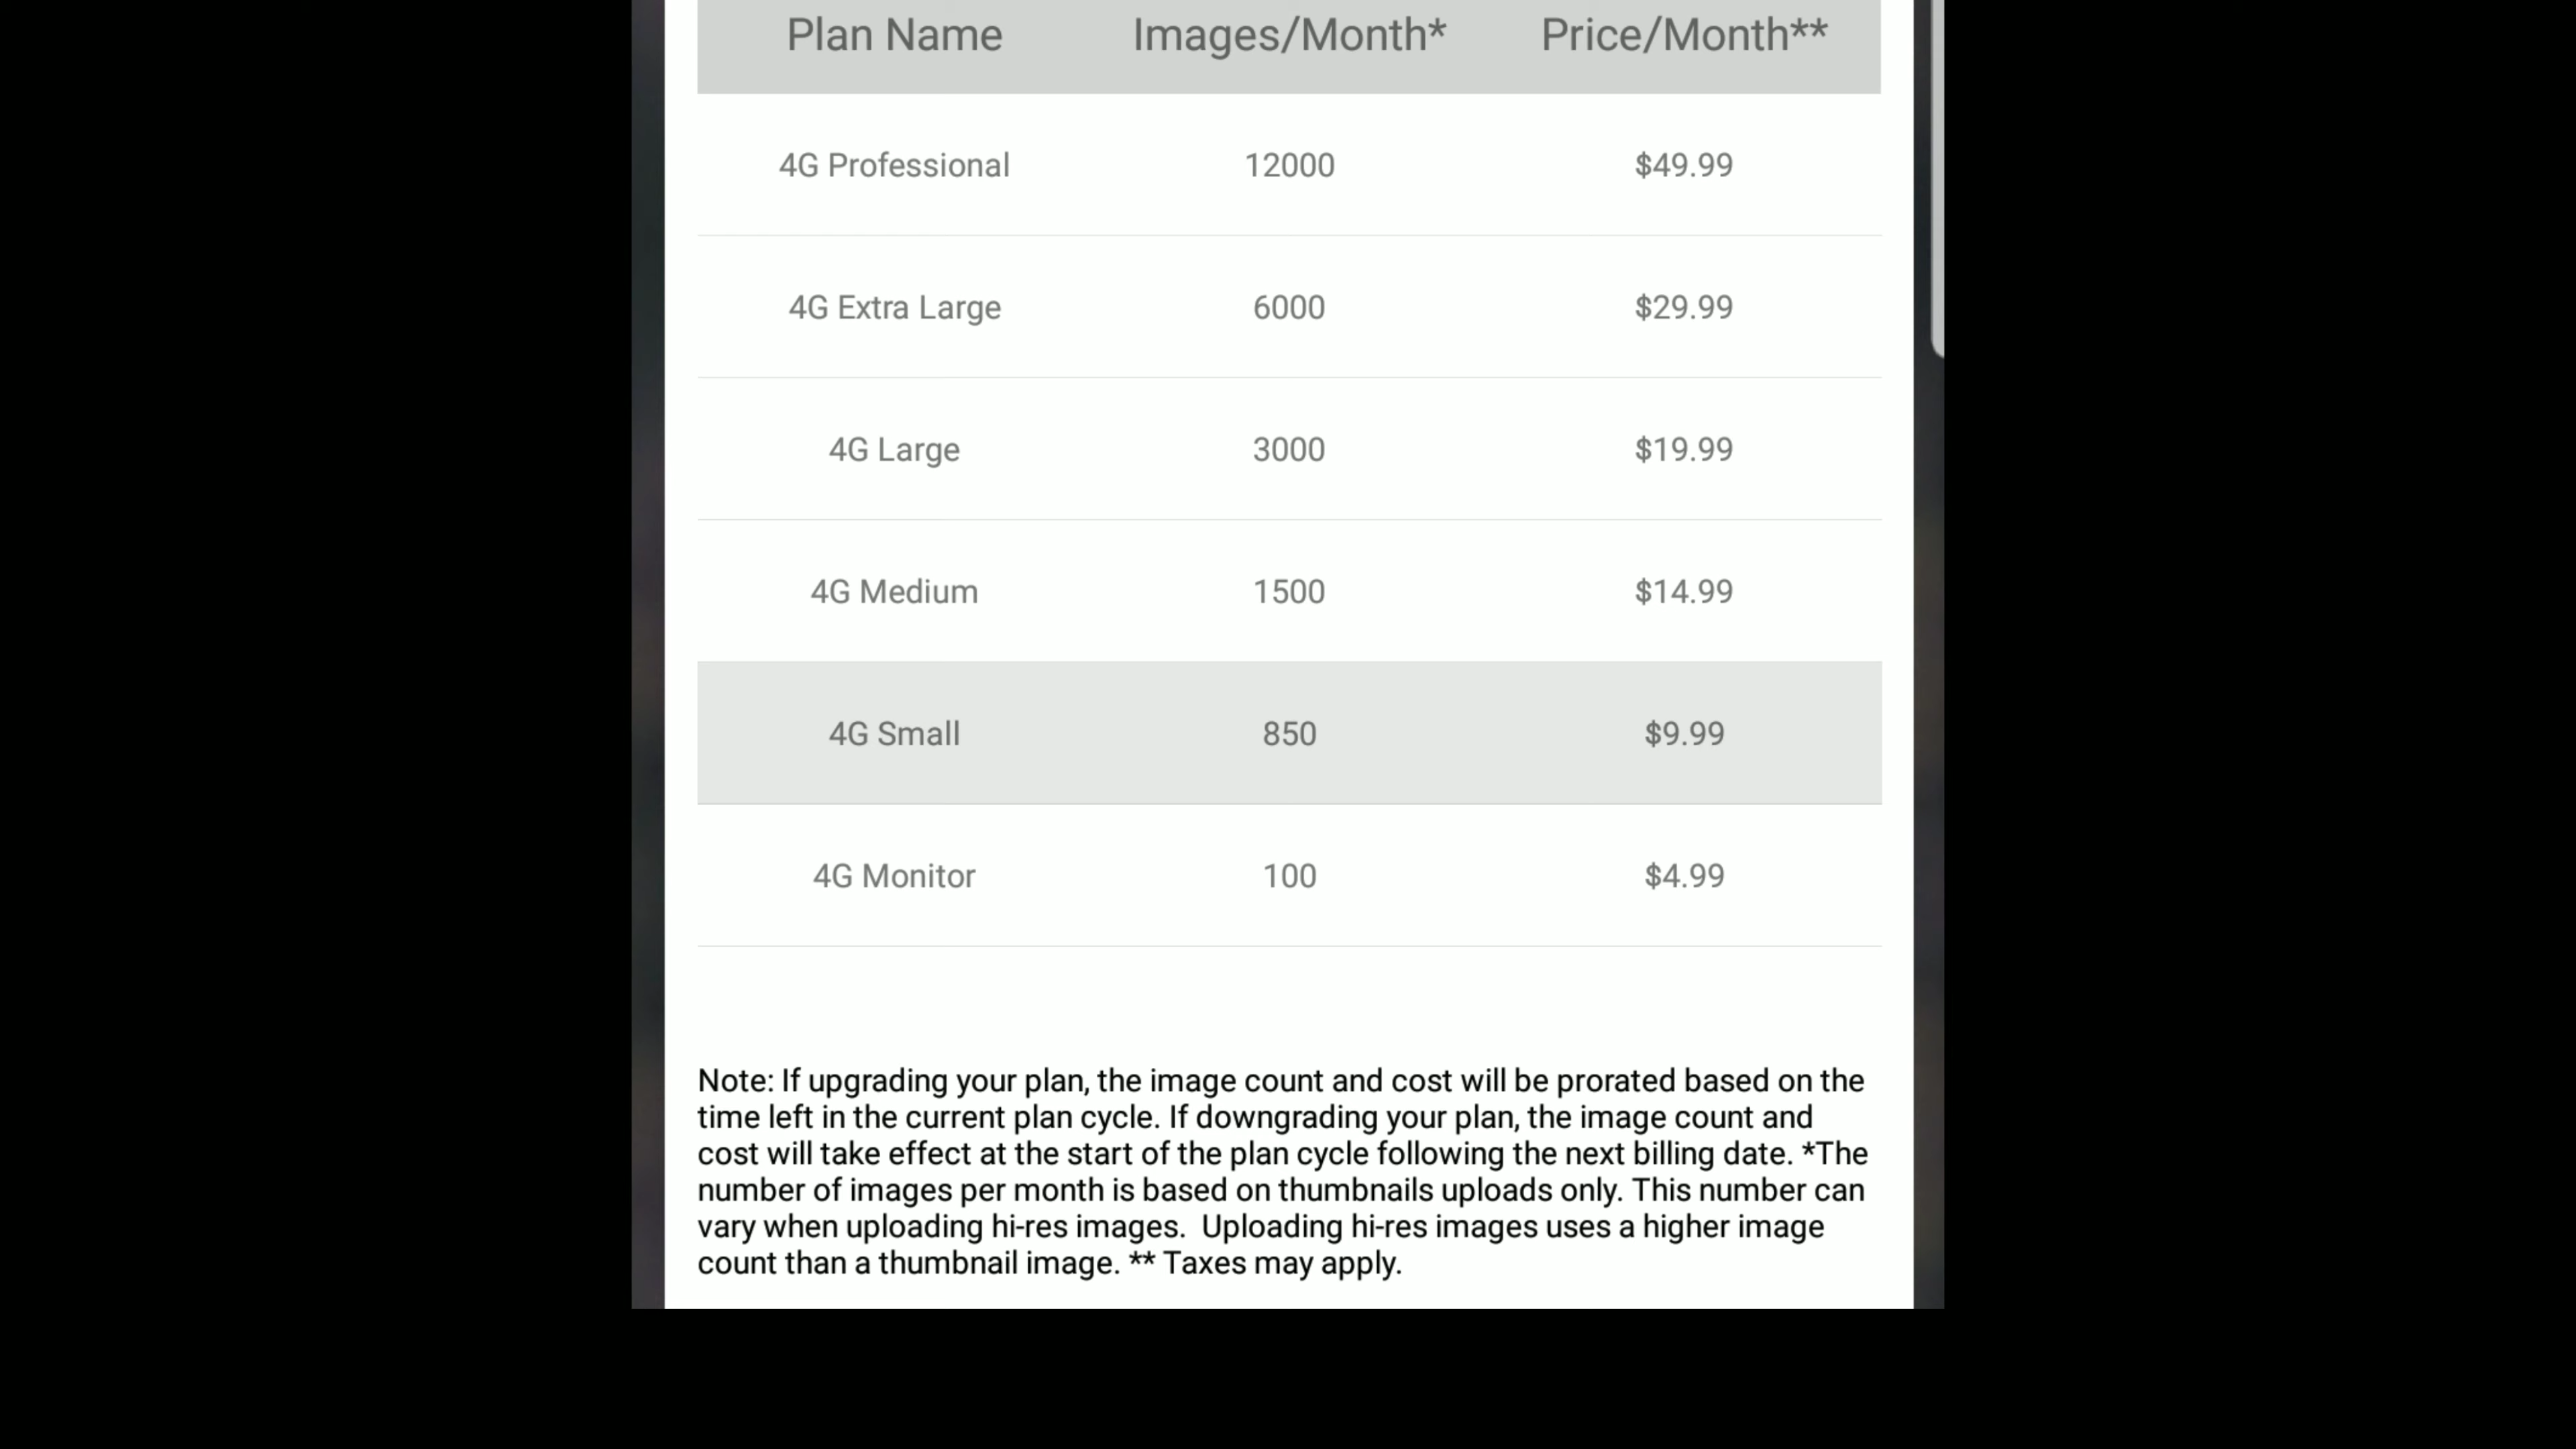 Plan Name Images/Month* Price/Month**
4G Professional 12000 $49.99
4G Extra Large 6000 $29.99
4G Large 3000 $19.99
4G Medium 1500 $14.99
4G Small 850 $9.99
4G Monitor 100 $4.99
Note: If upgrading your plan, the image count and cost will be prorated based on the
time left in the current plan cycle. If downgrading your plan, the image count and
cost will take effect at the start of the plan cycle following the next billing date. *The
number of images per month is based on thumbnails uploads only. This number can
vary when uploading hi-res images.  Uploading hi-res images uses a higher image
count than a thumbnail image. ** Taxes may apply.